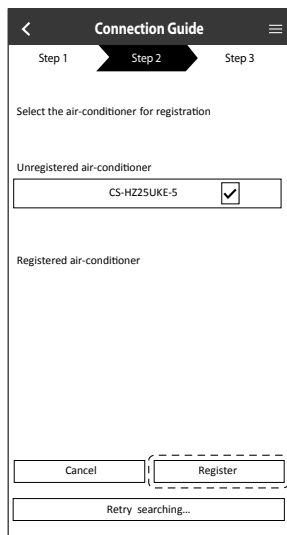 Connection Guide
Step 1 Step 2 Step 3
Select the air-conditioner for registration
Unregistered air-conditioner
CS-HZ25UKE-5
Registered air-conditioner
Cancel Register
Retry searching...